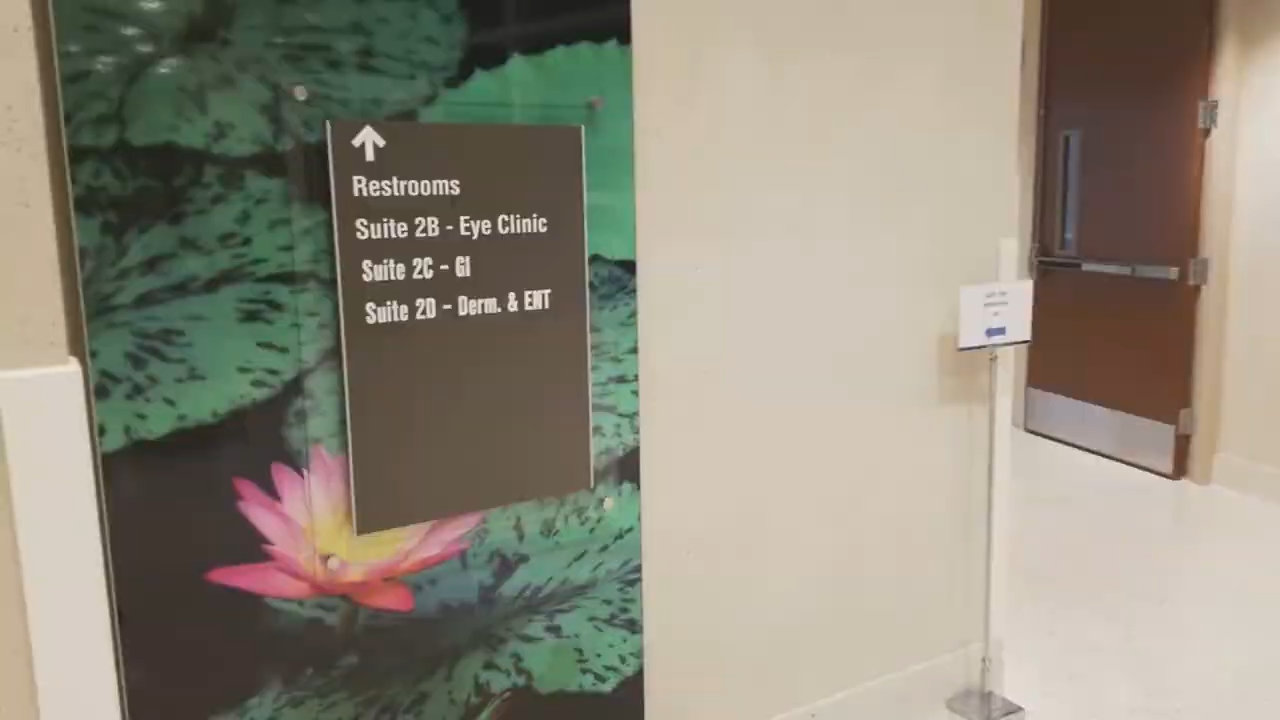 Restrooms
Suite 2B - Eye Clinic
Suite 2C - GI
Suite 2D - Derm. & ENT